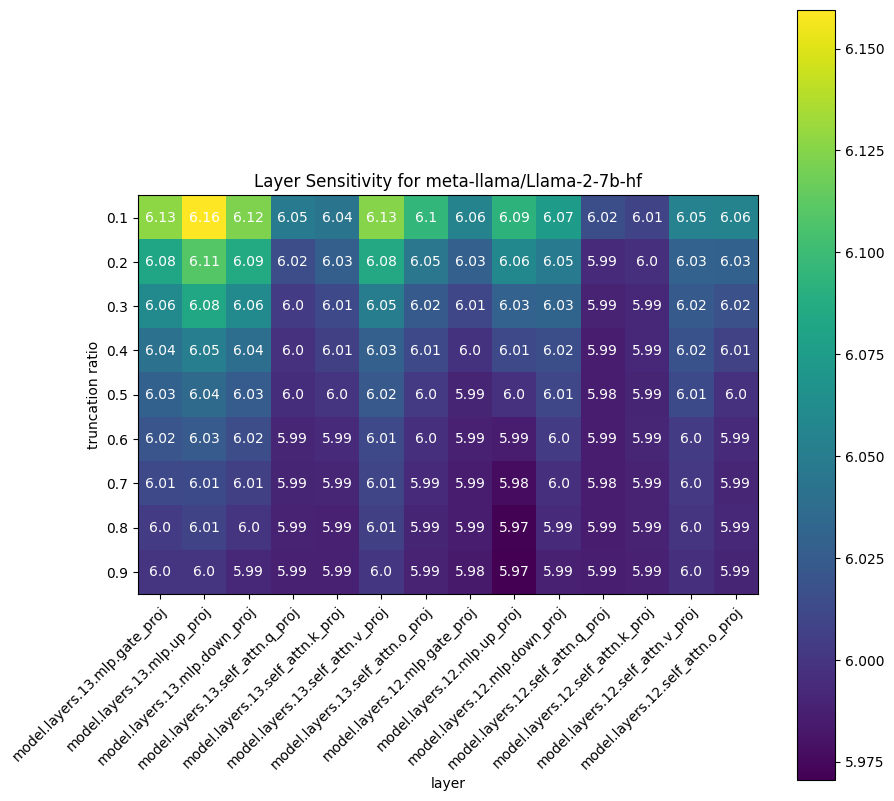 Layer Sensitivity for meta-llama/Llama-2-7b-hf
truncation ratio
0.1 6.13 6.16 6.12 6.05 6.04 6.13 6.1 6.06 6.09 6.07 6.02 6.01 6.05 6.06
0.2 6.08 6.11 6.09 6.02 6.03 6.08 6.05 6.03 6.06 6.05 5.99 6.0 6.03 6.03
0.3 6.06 6.08 6.06 6.0 6.01 6.05 6.02 6.01 6.03 6.03 5.99 5.99 6.02 6.02
0.4 6.04 6.05 6.04 6.0 6.01 6.03 6.01 6.0 6.01 6.02 5.99 5.99 6.02 6.01
0.5 6.03 6.04 6.03 6.0 6.0 6.02 6.0 5.99 6.0 6.01 5.98 5.99 6.01 6.0
0.6 6.02 6.03 6.02 5.99 5.99 6.01 6.0 5.99 5.99 6.0 5.99 5.99 6.0 5.99
0.7 6.01 6.01 6.01 5.99 5.99 6.01 5.99 5.99 5.98 6.0 5.98 5.99 6.0 5.99
0.8 6.0 6.01 6.0 5.99 5.99 6.01 5.99 5.99 5.97 5.99 5.99 5.99 6.0 5.99
0.9 6.0 6.0 5.99 5.99 5.99 6.0 5.99 5.98 5.97 5.99 5.99 5.99 6.0 5.99
model.layers.13.mlp.gate_proj
model.layers.13.mlp.up_proj
model.layers.13.mlp.down_proj
model.layers.13.self_attn.q_proj
model.layers.13.self_attn.k_proj
model.layers.13.self_attn.v_proj
model.layers.13.self_attn.o_proj
model.layers.12.mlp.gate_proj
model.layers.12.mlp.up_proj
model.layers.12.mlp.down_proj
model.layers.12.self_attn.q_proj
model.layers.12.self_attn.k_proj
model.layers.12.self_attn.v_proj
model.layers.12.self_attn.o_proj
layer
6.150
6.125
6.100
6.075
6.050
6.025
6.000
5.975